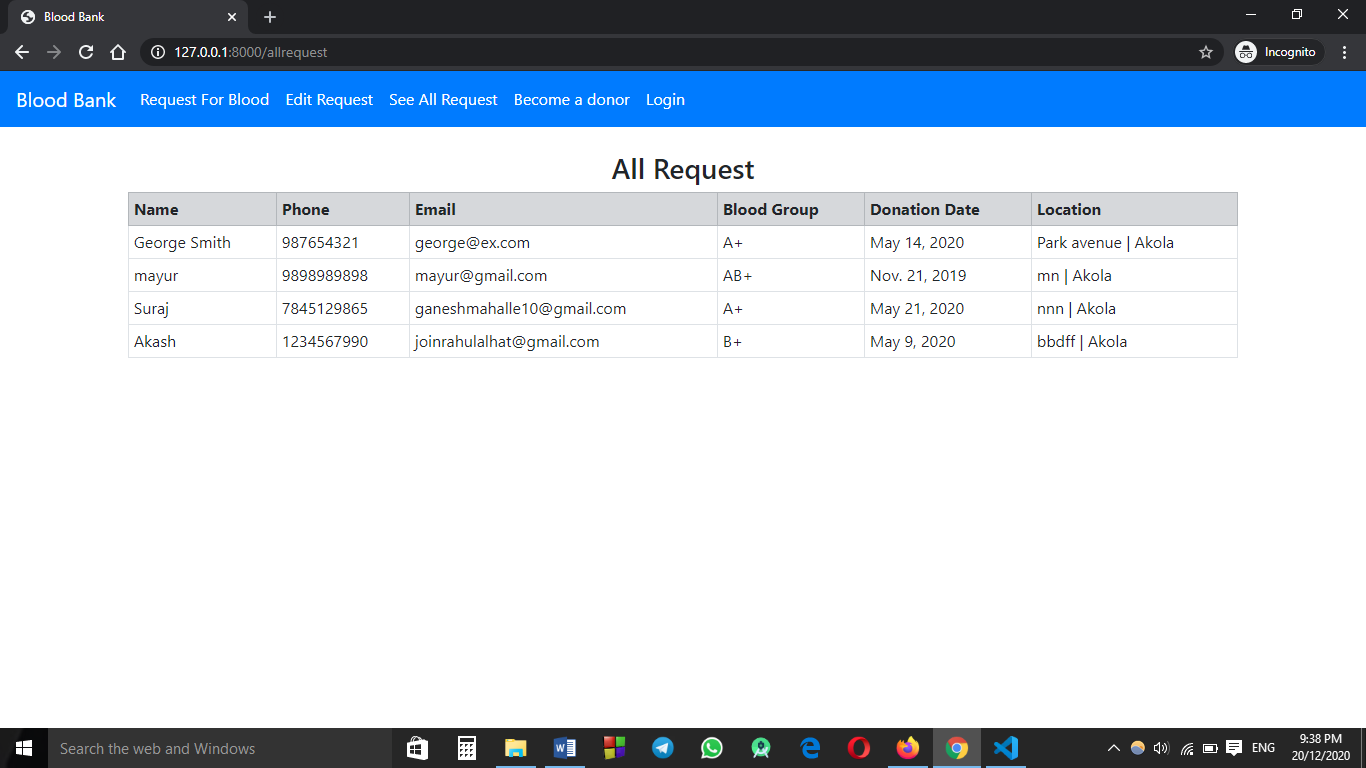 Blood Bank
127.0.0.1:8000/allrequest
Incognito
Blood Bank Request For Blood Edit Request See All Request Become a donor Login
All Request
Name Phone Email Blood Group Donation Date Location
George Smith 987654321 george@ex.com A+ May 14, 2020 Park avenue | Akola
mayur 9898989898 mayur@gmail.com AB+ Nov. 21, 2019 mn | Akola
Suraj 7845129865 ganeshmahalle10@gmail.com A+ May 21, 2020 nnn | Akola
Akash 1234567990 joinrahulalhat@gmail.com B+ May 9, 2020 bbdff | Akola
Search the web and Windows
ENG
9:38 PM
20/12/2020